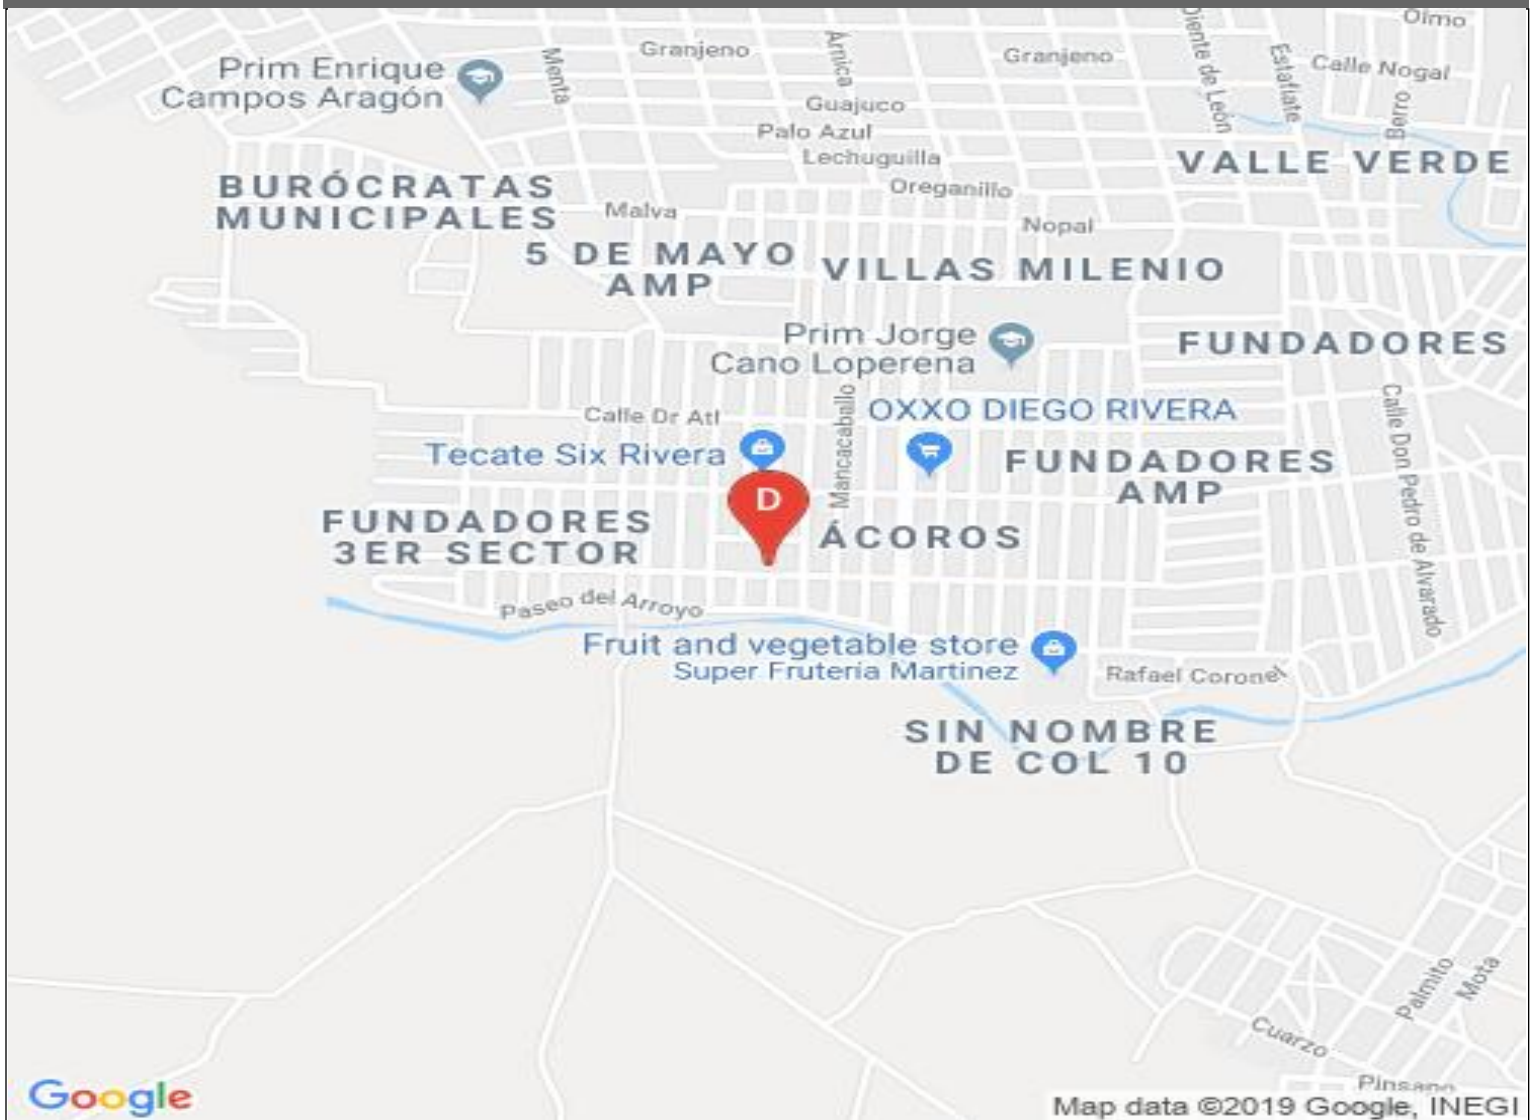 Olmo
Granjeno
Granjeno
Calle Nogal
Prim Enrique
Campos Aragón
Menta
Árnica
Diente de León
Estafiate
Berro
Guajuco
Palo Azul
Lechuguilla
VALLE VERDE
Oreganillo
BURÓCRATAS
MUNICIPALES
Malva
Nopal
5 DE MAYO
AMP
VILLAS MILENIO
Prim Jorge
Cano Loperena
FUNDADORES
Calle Dr Atl
Mancacaballo
OXXO DIEGO RIVERA
Calle Don Pedro de Alvarado
Tecate Six Rivera
FUNDADORES
AMP
D
FUNDADORES
3ER SECTOR
ÁCOROS
Paseo del Arroyo
Fruit and vegetable store
Super Fruteria Martinez
Rafael Coronel
SIN NOMBRE
DE COL 10
Palmito
Mota
Cuarzo
Pinsapo
Google
Map data ©2019 Google, INEGI